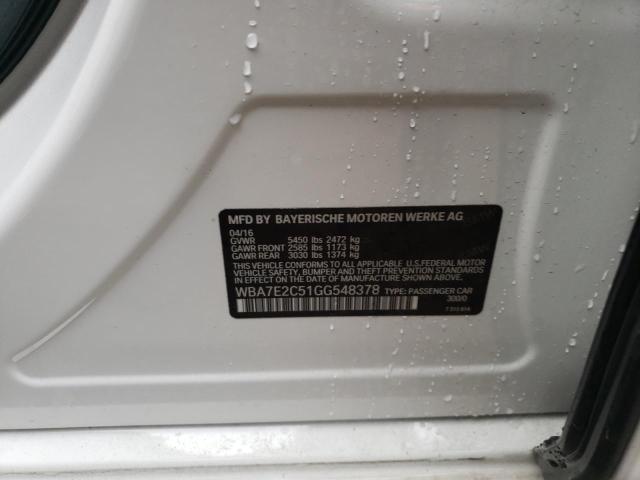 MFD BY BAYERISCHE MOTOREN WERKE AG
04/16
GVWR 5450 lbs 2472 kg
GAWR FRONT 2585 lbs 1173 kg
GAWR REAR 3030 lbs 1374 kg
THIS VEHICLE CONFORMS TO ALL APPLICABLE U.S. FEDERAL MOTOR
VEHICLE SAFETY, BUMPER AND THEFT PREVENTION STANDARDS
IN EFFECT ON THE DATE OF MANUFACTURE SHOWN ABOVE.
WBA7E2C51GG548378 TYPE: PASSENGER CAR
300/0